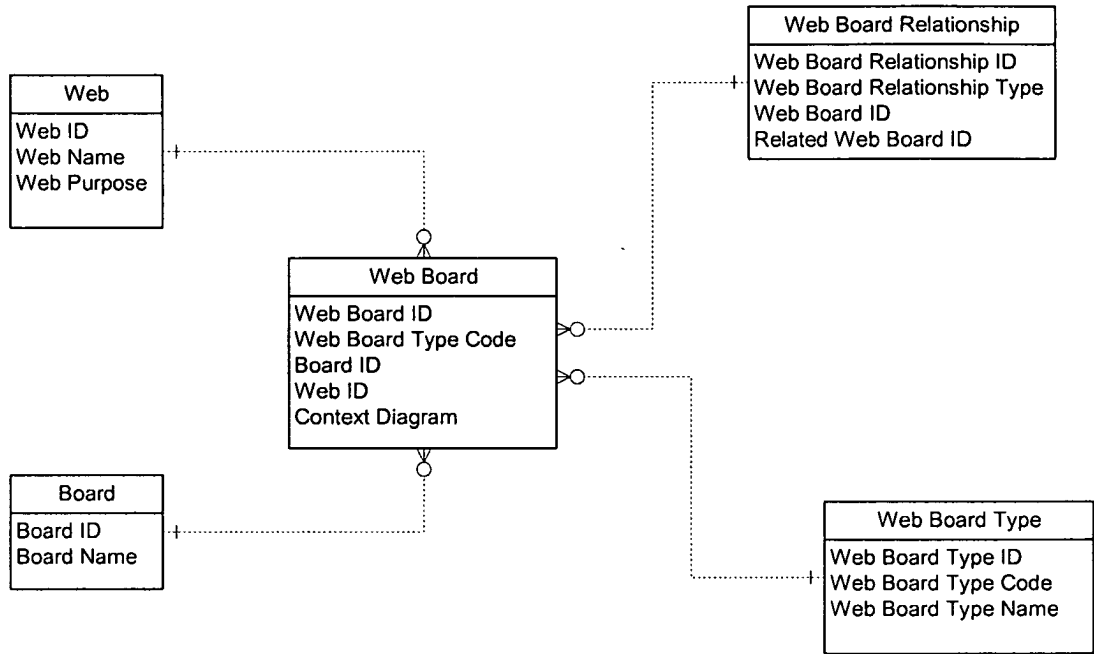 Web Board Relationship
Web Board Relationship ID
Web Board Relationship Type
Web Board ID
Related Web Board ID
Web
Web ID
Web Name
Web Purpose
Web Board
Web Board ID
Web Board Type Code
Board ID
Web ID
Context Diagram
Board
Board ID
Board Name
Web Board Type
Web Board Type ID
Web Board Type Code
Web Board Type Name